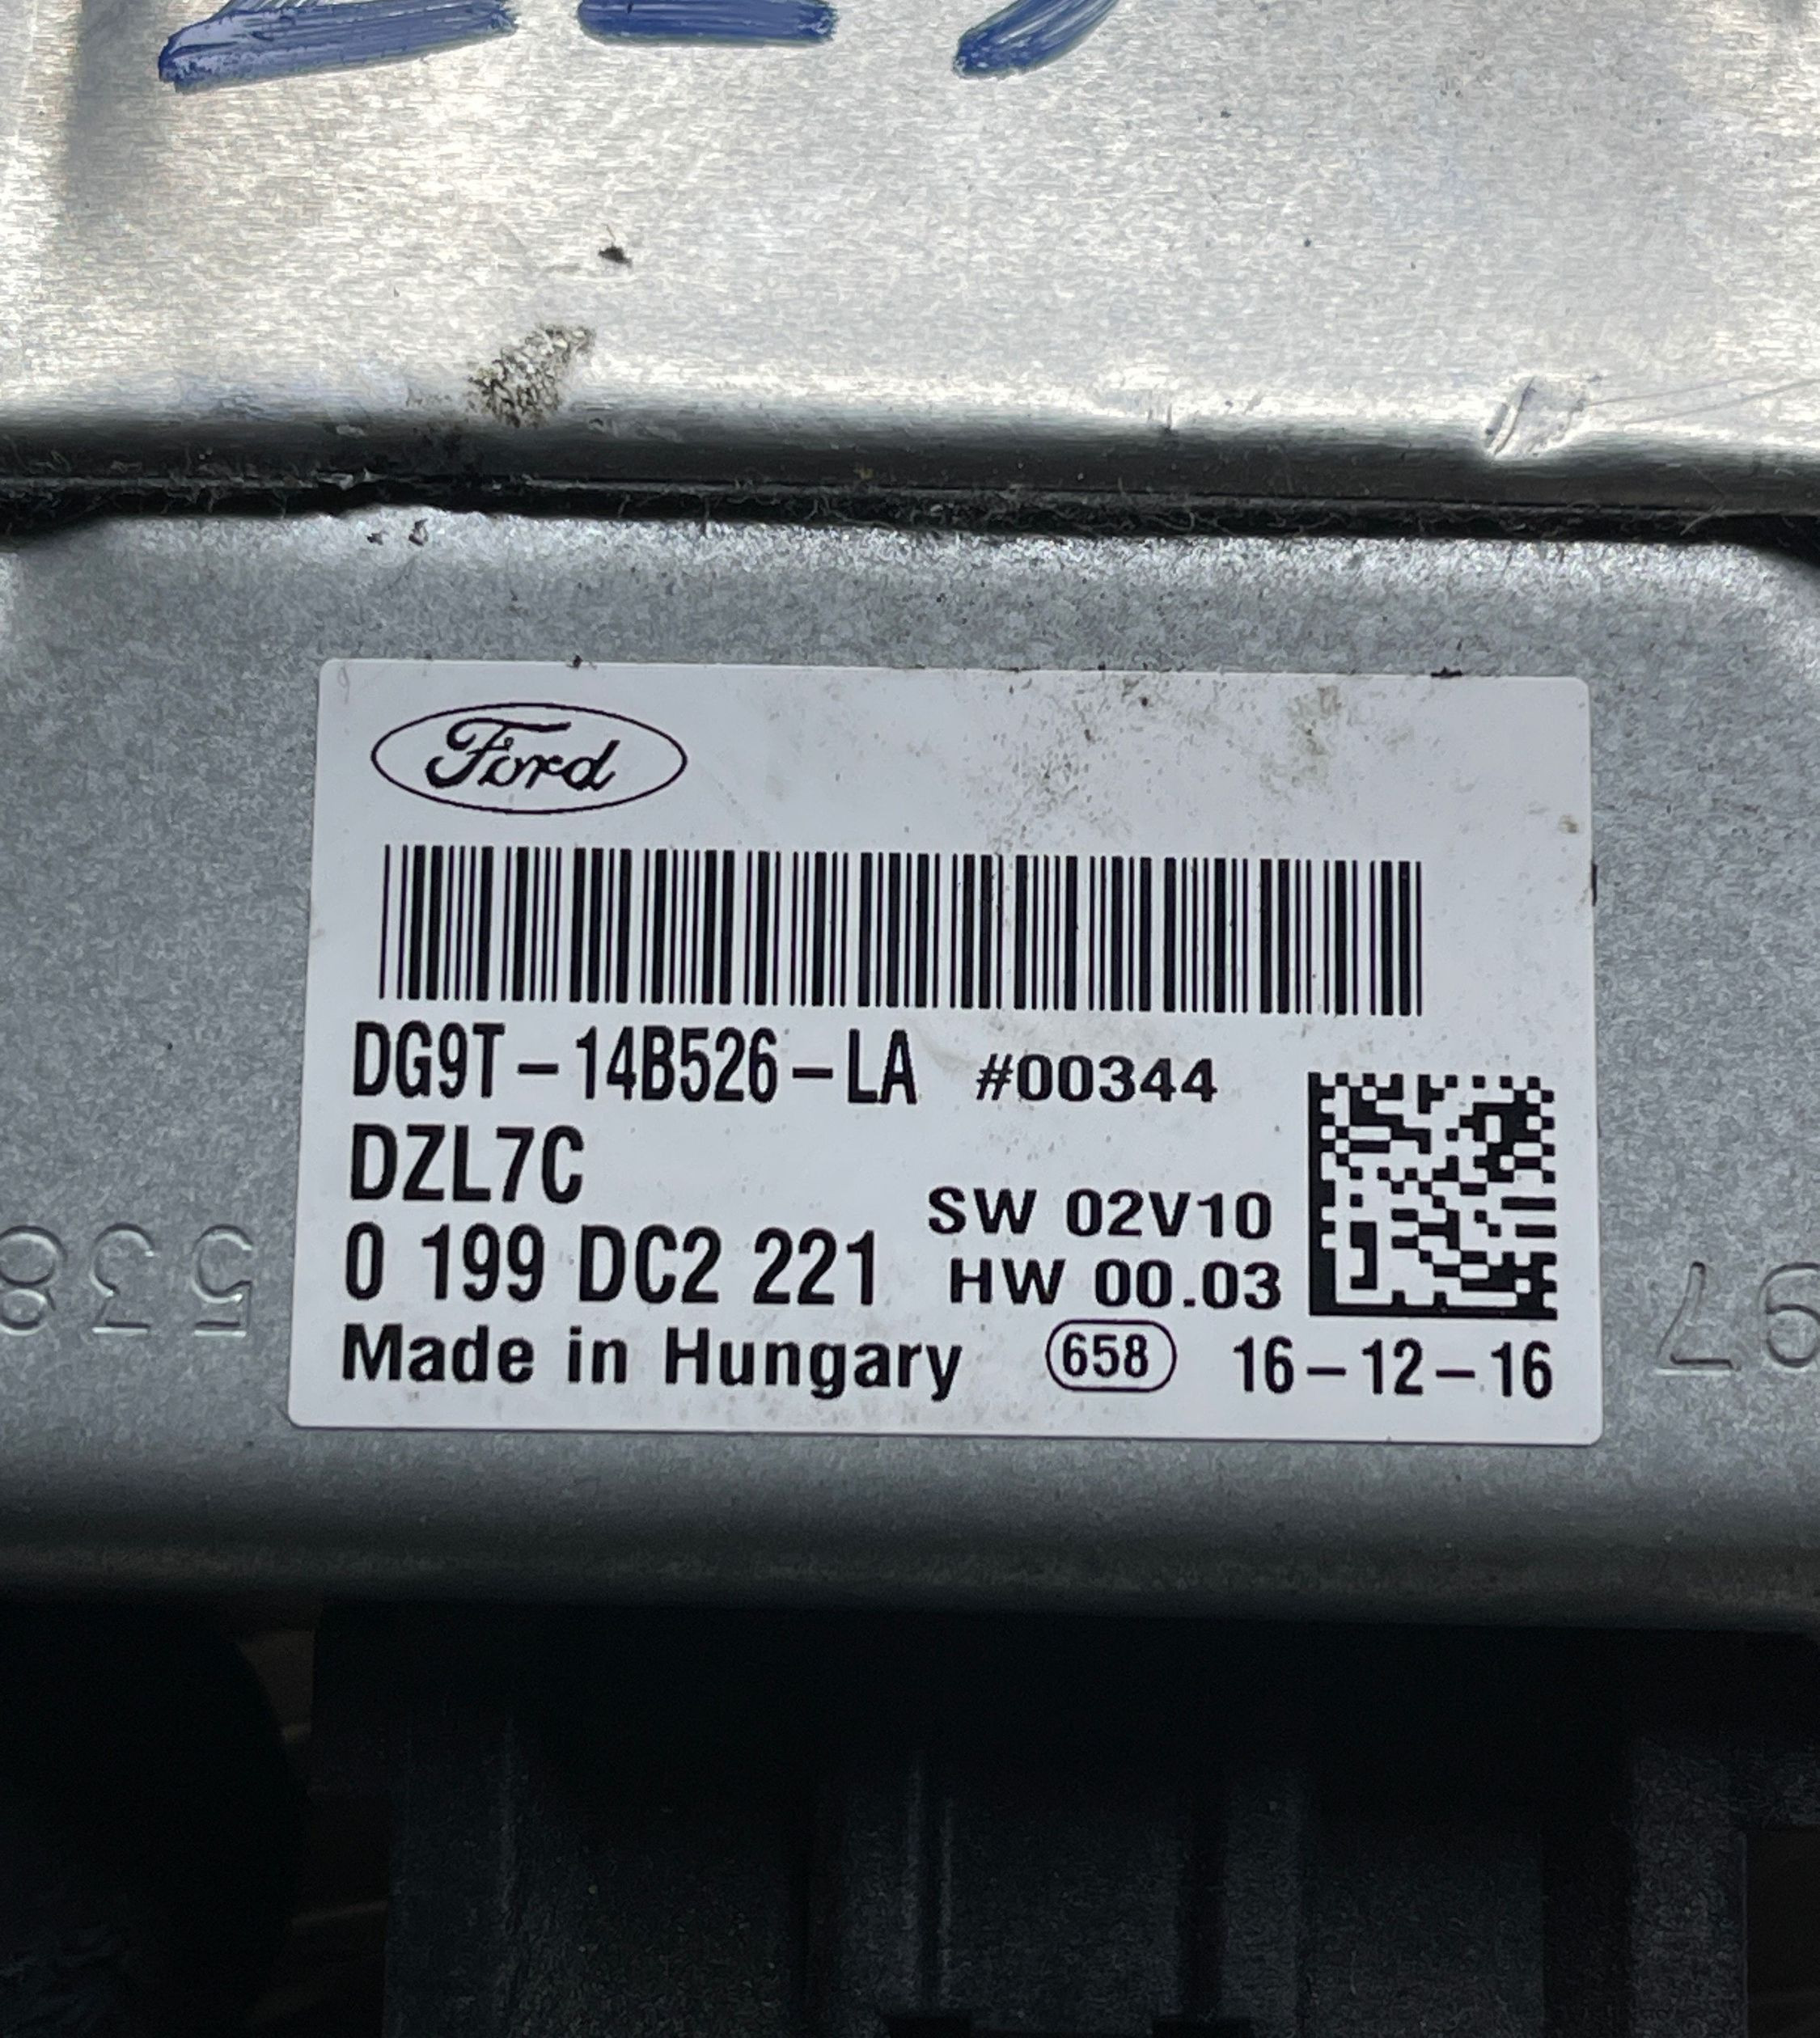 Ford
DG9T-14B526-LA #00344
DZL7C
0 199 DC2 221
SW 02V10
HW 00.03
Made in Hungary 658 16-12-16